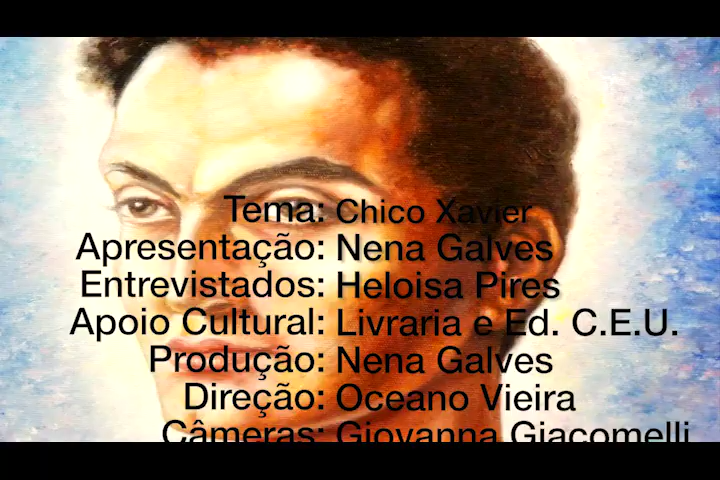 Tema: Chico Xavier
Apresentação: Nena Galves
Entrevistados: Heloisa Pires
Apoio Cultural: Livraria e Ed. C.E.U.
Produção: Nena Galves
Direção: Oceano Vieira
Câmeras: Giovanna Giacomelli